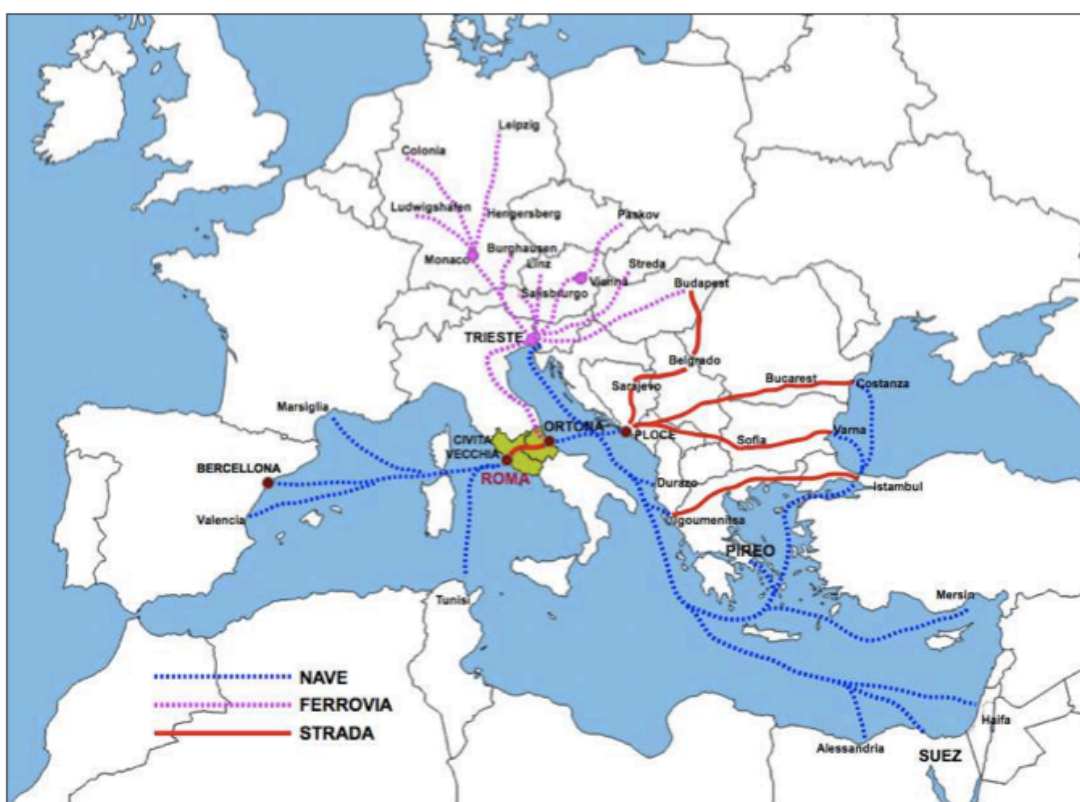 Leipzig
Colonia
Ludwigshafen
Hengersberg
Paskov
Burghausen
Monaco
Linz
Vienna
Streda
Salisburgo
Budapest
TRIESTE
Belgrado
Sarajevo
Bucarest
Costanza
Marsiglia
ORTONA
PLOCE
Varna
CIVITA
VECCHIA
Sofia
BERCELLONA
ROMA
Durazo
Istambul
Valencia
Igoumenitsa
PIREO
Tunisi
Mersin
NAVE
FERROVIA
STRADA
Haifa
Alessandria
SUEZ